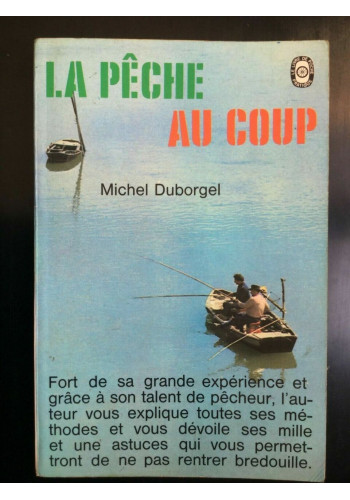 LA PÊCHE
AU COUP
Michel Duborgel
Fort de sa grande expérience et
grâce à son talent de pêcheur, l'au-
teur vous explique toutes ses mé-
thodes et vous dévoile ses mille
et une astuces qui vous permet-
tront de ne pas rentrer bredouille.